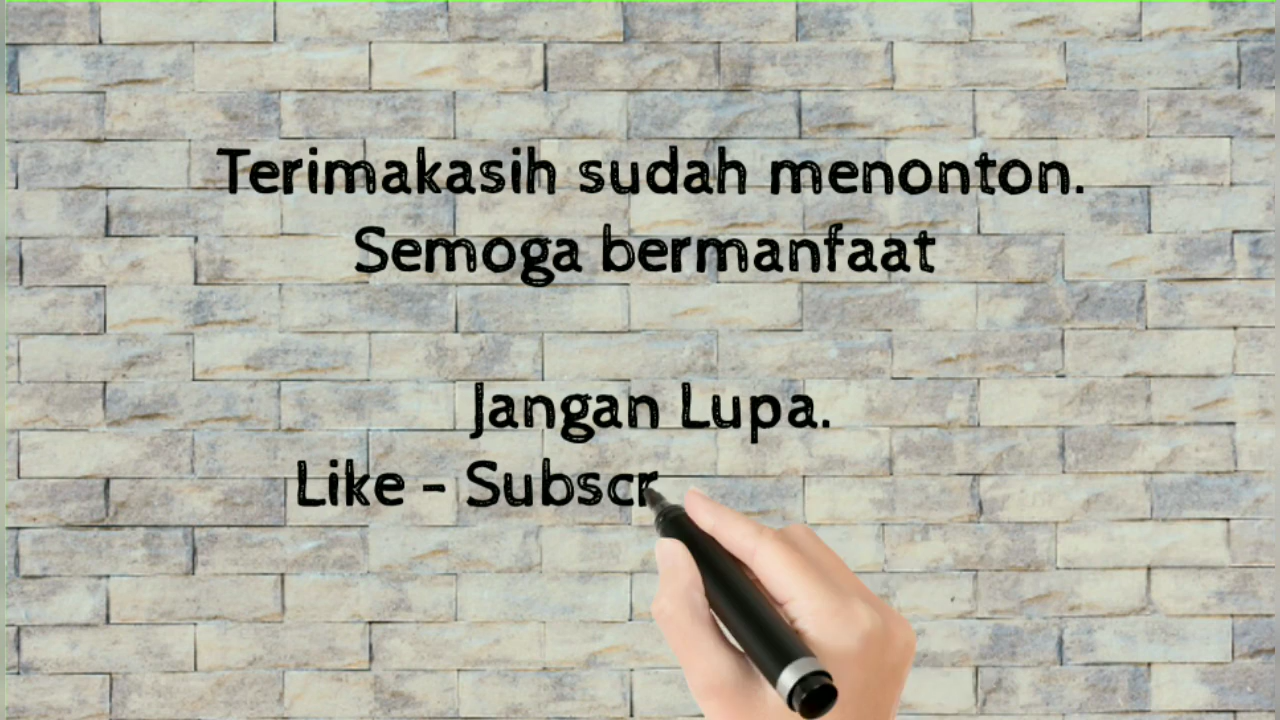 Terimakasih sudah menonton.
Semoga bermanfaat
Jangan Lupa.
Like - Subscr